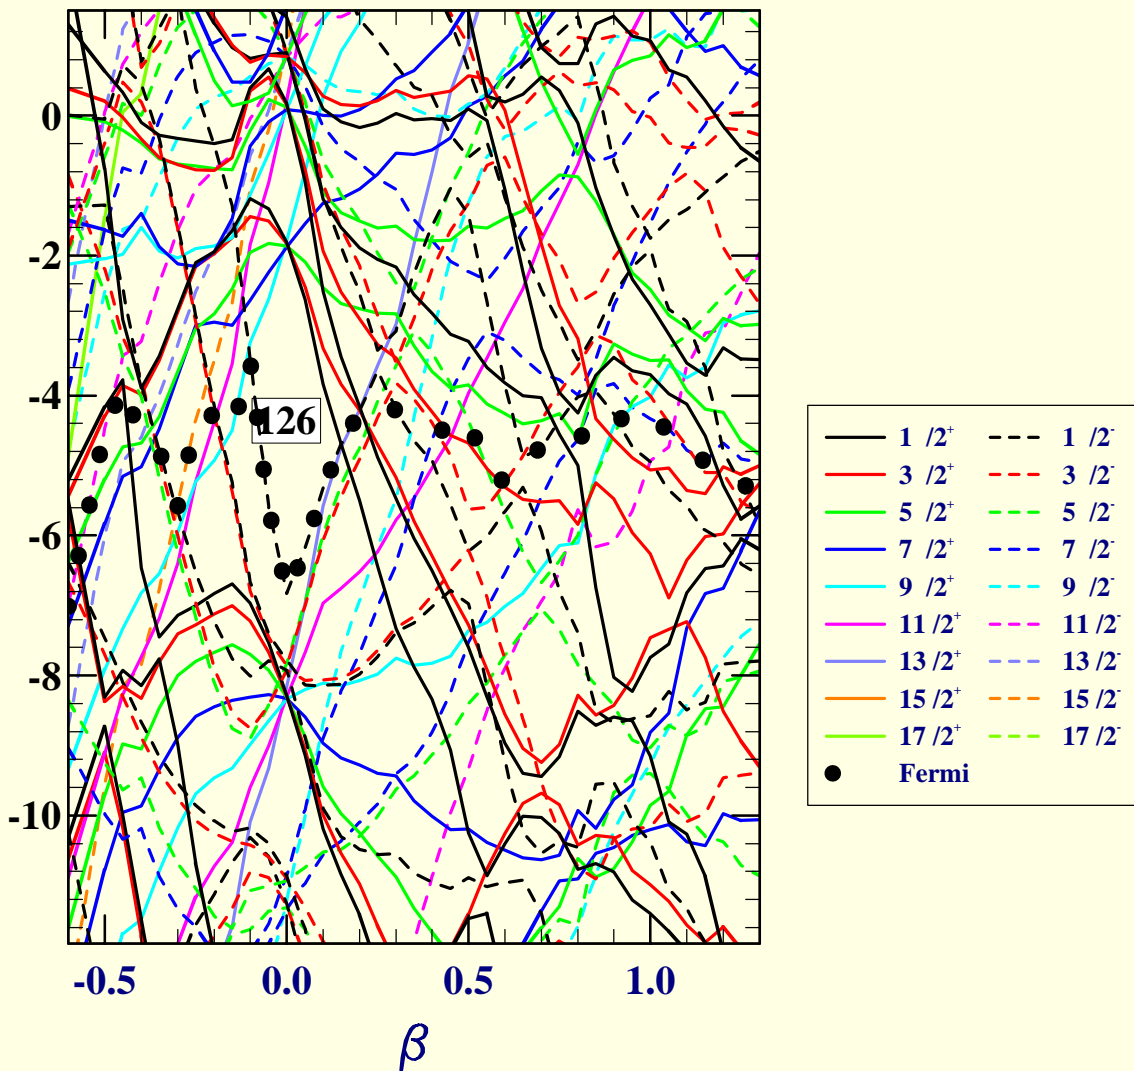 0
-2
-4
-6
-8
-10
126
-0.5 0.0 0.5 1.0
β
1 /2⁺ 1 /2⁻
3 /2⁺ 3 /2⁻
5 /2⁺ 5 /2⁻
7 /2⁺ 7 /2⁻
9 /2⁺ 9 /2⁻
11 /2⁺ 11 /2⁻
13 /2⁺ 13 /2⁻
15 /2⁺ 15 /2⁻
17 /2⁺ 17 /2⁻
Fermi